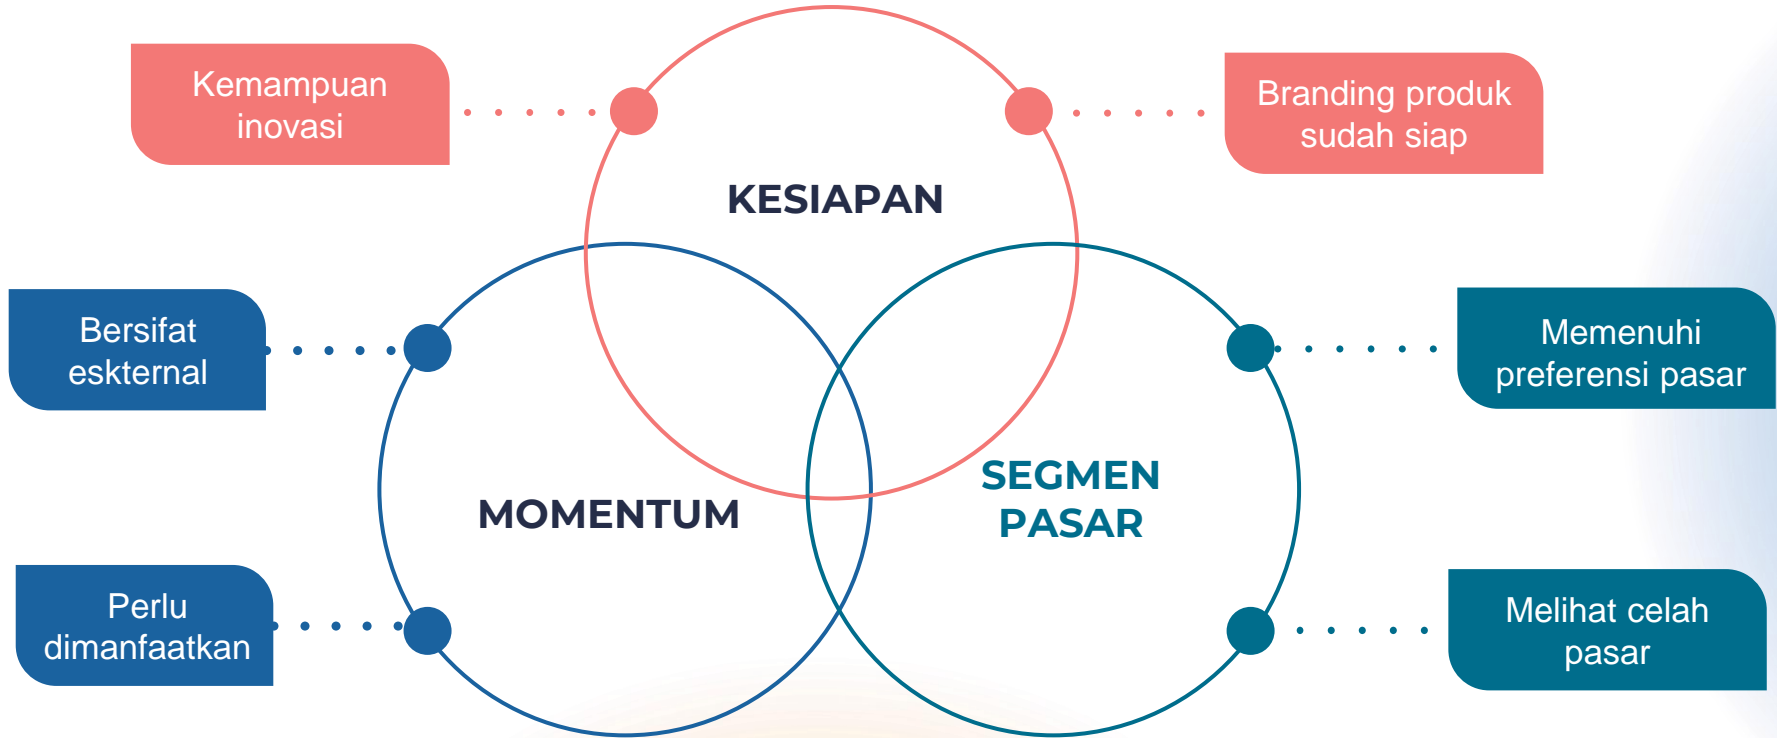 Kemampuan
inovasi
Branding produk
sudah siap
KESIAPAN
Bersifat
eskternal
Memenuhi
preferensi pasar
MOMENTUM
SEGMEN
PASAR
Perlu
dimanfaatkan
Melihat celah
pasar